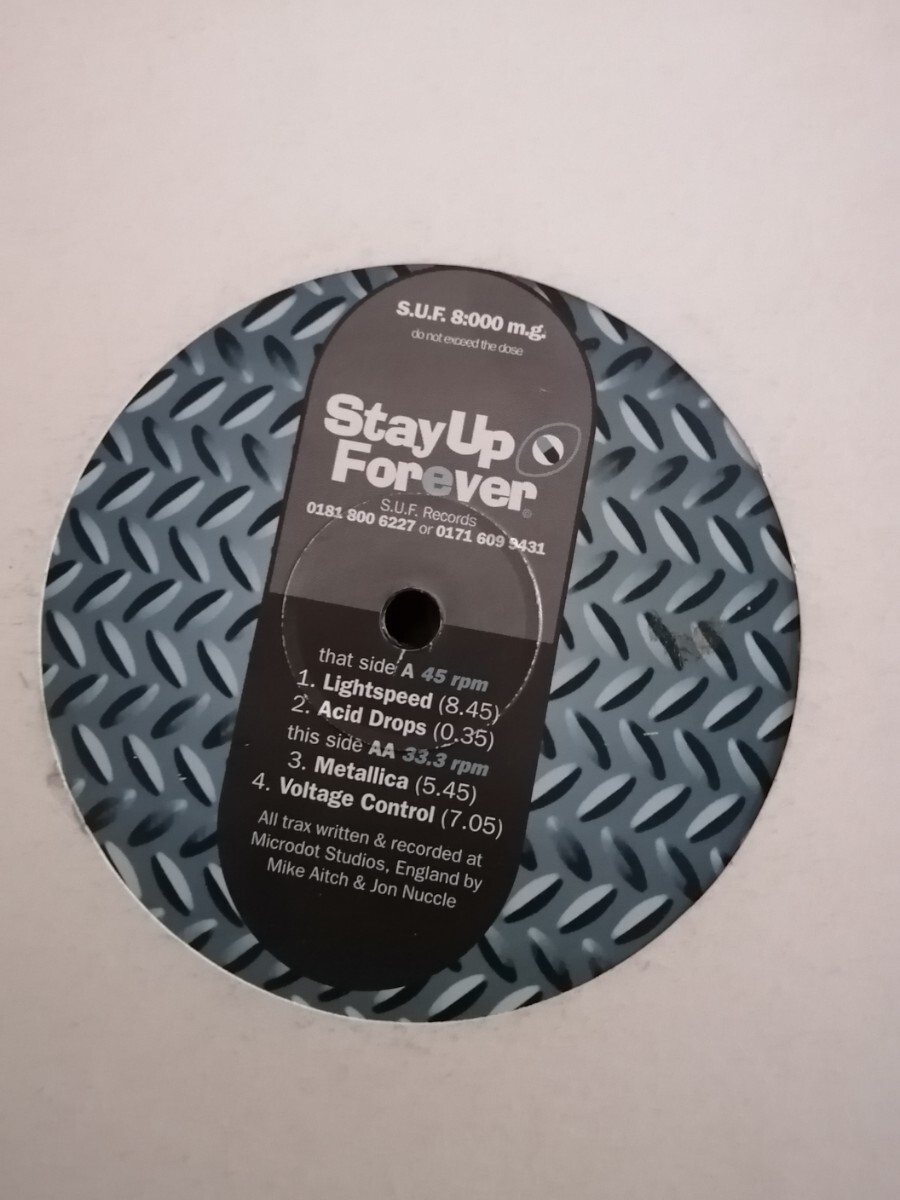 S.U.F. 8:000 m.g.
do not exceed the dose
StayUp
Forever
S.U.F. Records
0181 800 6227 or 0171 609 9431
that side A 45 rpm
1. Lightspeed (8.45)
2. Acid Drops (0.35)
this side AA 33.3 rpm
3. Metallica (5.45)
4. Voltage Control (7.05)
All trax written & recorded at
Microdot Studios, England by
Mike Aitch & Jon Nuccle